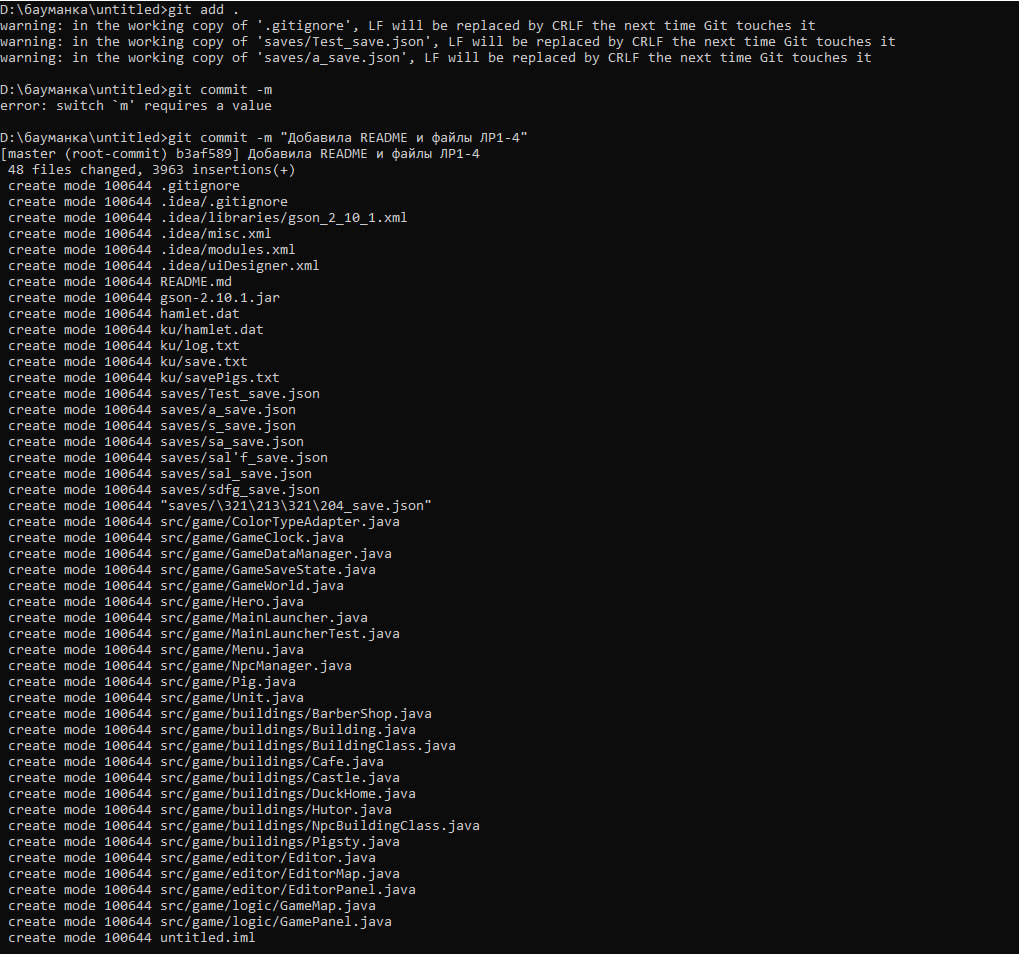 D:\бауманка\untitled>git add .
warning: in the working copy of '.gitignore', LF will be replaced by CRLF the next time Git touches it
warning: in the working copy of 'saves/Test_save.json', LF will be replaced by CRLF the next time Git touches it
warning: in the working copy of 'saves/a_save.json', LF will be replaced by CRLF the next time Git touches it
D:\бауманка\untitled>git commit -m
error: switch `m' requires a value
D:\бауманка\untitled>git commit -m "Добавила README и файлы ЛР1-4"
[master (root-commit) b3af589] Добавила README и файлы ЛР1-4
48 files changed, 3963 insertions(+)
create mode 100644 .gitignore
create mode 100644 .idea/.gitignore
create mode 100644 .idea/libraries/gson_2_10_1.xml
create mode 100644 .idea/misc.xml
create mode 100644 .idea/modules.xml
create mode 100644 .idea/uiDesigner.xml
create mode 100644 README.md
create mode 100644 gson-2.10.1.jar
create mode 100644 hamlet.dat
create mode 100644 ku/hamlet.dat
create mode 100644 ku/log.txt
create mode 100644 ku/save.txt
create mode 100644 ku/savePigs.txt
create mode 100644 saves/Test_save.json
create mode 100644 saves/a_save.json
create mode 100644 saves/s_save.json
create mode 100644 saves/sa_save.json
create mode 100644 saves/sal'f_save.json
create mode 100644 saves/sal_save.json
create mode 100644 saves/sdfg_save.json
create mode 100644 "saves/\321\213\321\204_save.json"
create mode 100644 src/game/ColorTypeAdapter.java
create mode 100644 src/game/GameClock.java
create mode 100644 src/game/GameDataManager.java
create mode 100644 src/game/GameSaveState.java
create mode 100644 src/game/GameWorld.java
create mode 100644 src/game/Hero.java
create mode 100644 src/game/MainLauncher.java
create mode 100644 src/game/MainLauncherTest.java
create mode 100644 src/game/Menu.java
create mode 100644 src/game/NpcManager.java
create mode 100644 src/game/Pig.java
create mode 100644 src/game/Unit.java
create mode 100644 src/game/buildings/BarberShop.java
create mode 100644 src/game/buildings/Building.java
create mode 100644 src/game/buildings/BuildingClass.java
create mode 100644 src/game/buildings/Cafe.java
create mode 100644 src/game/buildings/Castle.java
create mode 100644 src/game/buildings/DuckHome.java
create mode 100644 src/game/buildings/Hutor.java
create mode 100644 src/game/buildings/NpcBuildingClass.java
create mode 100644 src/game/buildings/Pigsty.java
create mode 100644 src/game/editor/Editor.java
create mode 100644 src/game/editor/EditorMap.java
create mode 100644 src/game/editor/EditorPanel.java
create mode 100644 src/game/logic/GameMap.java
create mode 100644 src/game/logic/GamePanel.java
create mode 100644 untitled.iml